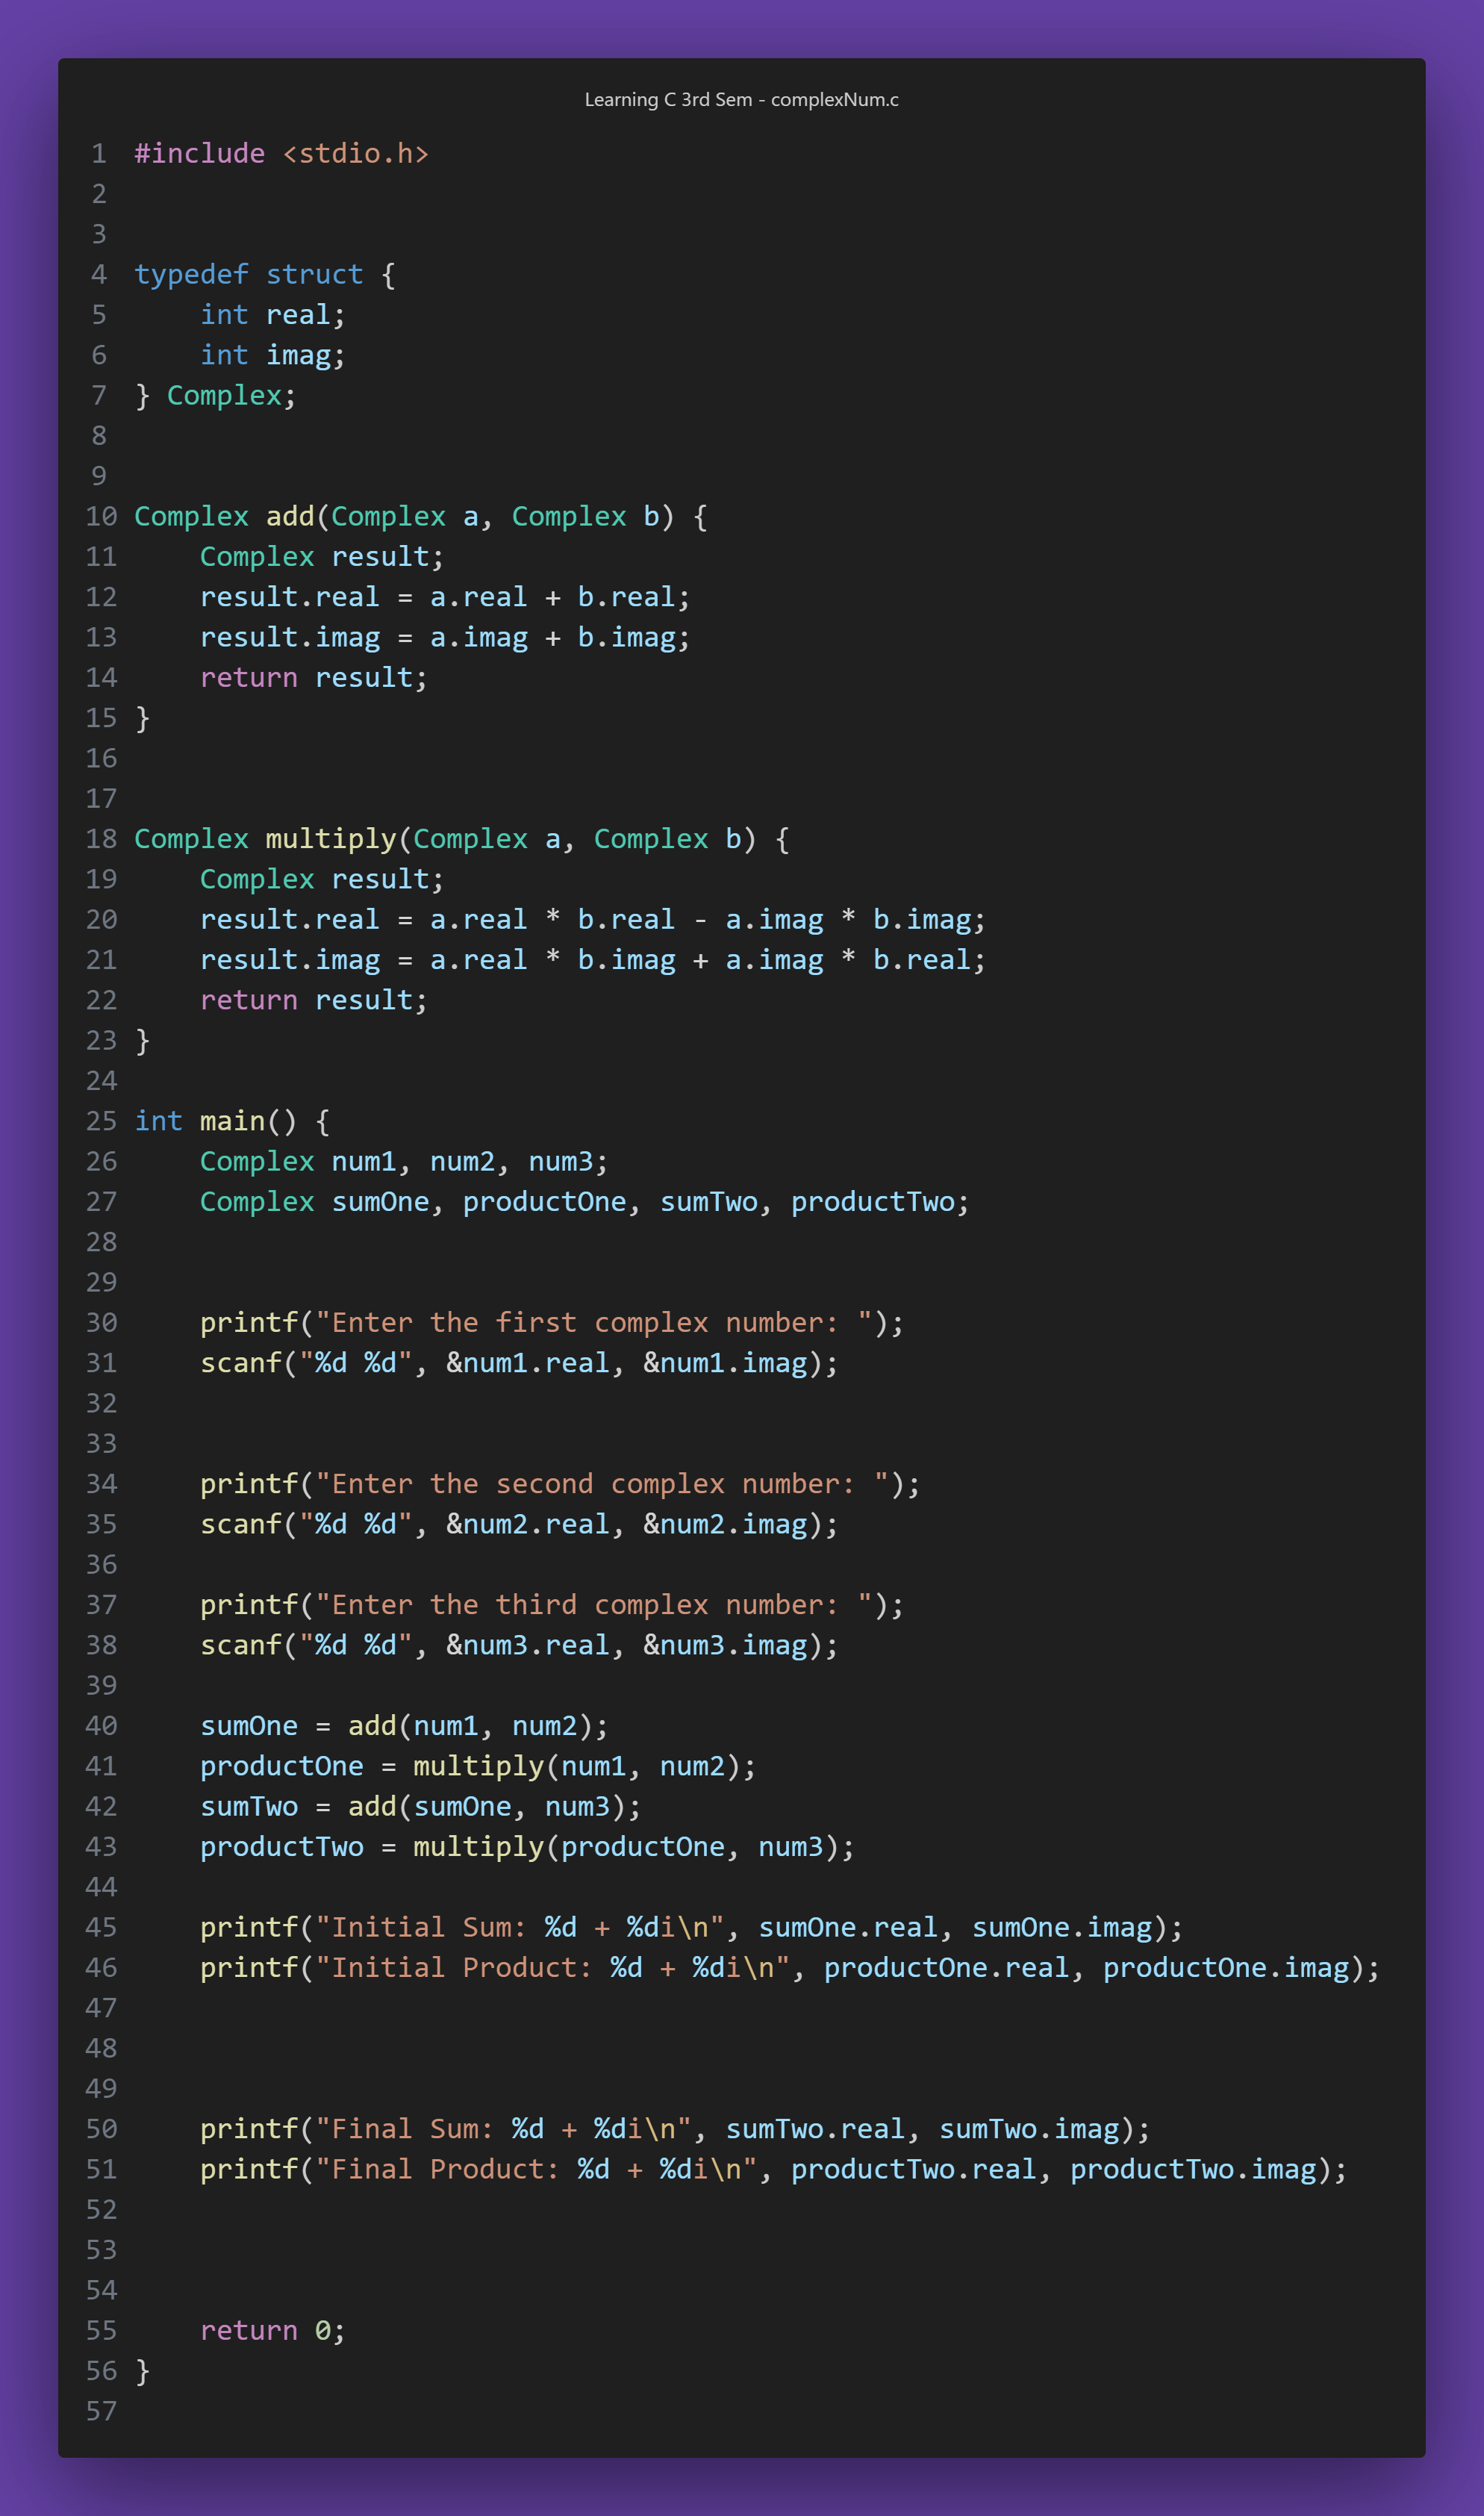 Learning C 3rd Sem - complexNum.c
1 #include <stdio.h>
2
3
4 typedef struct {
5     int real;
6     int imag;
7 } Complex;
8
9
10 Complex add(Complex a, Complex b) {
11     Complex result;
12     result.real = a.real + b.real;
13     result.imag = a.imag + b.imag;
14     return result;
15 }
16
17
18 Complex multiply(Complex a, Complex b) {
19     Complex result;
20     result.real = a.real * b.real - a.imag * b.imag;
21     result.imag = a.real * b.imag + a.imag * b.real;
22     return result;
23 }
24
25 int main() {
26     Complex num1, num2, num3;
27     Complex sumOne, productOne, sumTwo, productTwo;
28
29
30     printf("Enter the first complex number: ");
31     scanf("%d %d", &num1.real, &num1.imag);
32
33
34     printf("Enter the second complex number: ");
35     scanf("%d %d", &num2.real, &num2.imag);
36
37     printf("Enter the third complex number: ");
38     scanf("%d %d", &num3.real, &num3.imag);
39
40     sumOne = add(num1, num2);
41     productOne = multiply(num1, num2);
42     sumTwo = add(sumOne, num3);
43     productTwo = multiply(productOne, num3);
44
45     printf("Initial Sum: %d + %di\n", sumOne.real, sumOne.imag);
46     printf("Initial Product: %d + %di\n", productOne.real, productOne.imag);
47
48
49
50     printf("Final Sum: %d + %di\n", sumTwo.real, sumTwo.imag);
51     printf("Final Product: %d + %di\n", productTwo.real, productTwo.imag);
52
53
54
55     return 0;
56 }
57